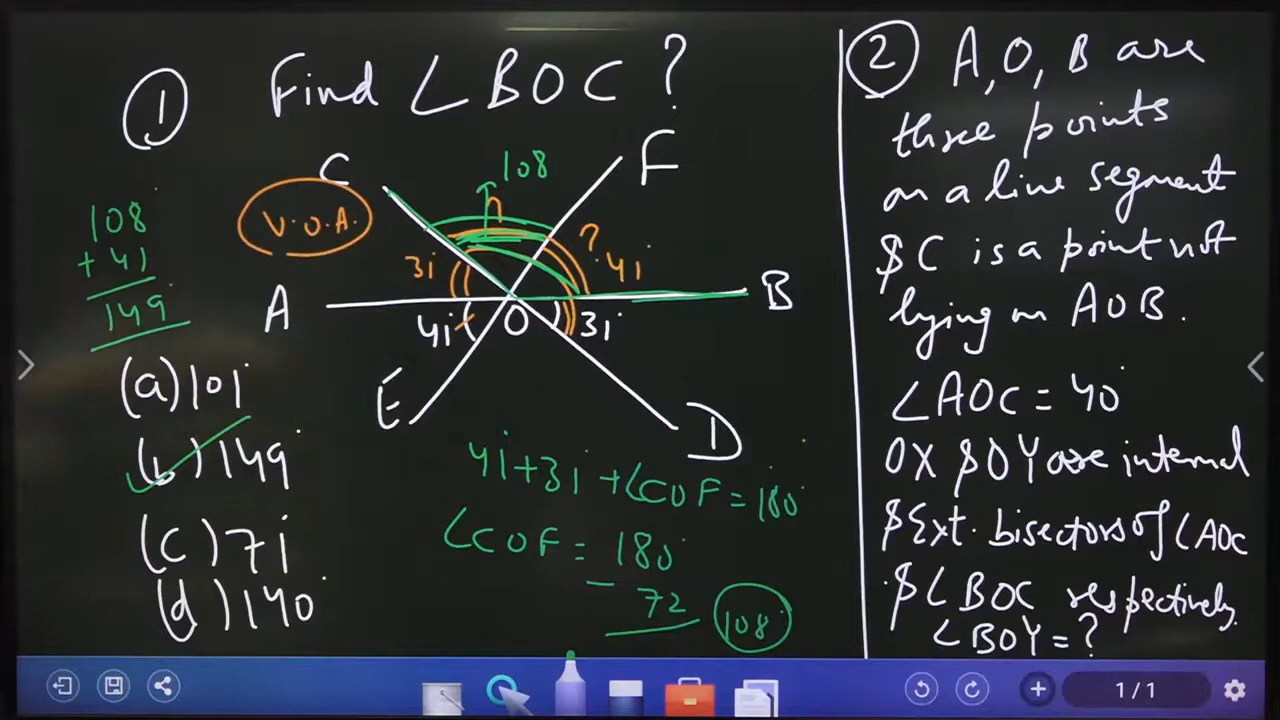 ① Find ∠BOC ?
C
F
108
V.O.A.
n
?
31°
41°
A
B
41°
O
31°
E
D
108°
+ 41
149°
(a) 101°
(b) 149°
(c) 71°
(d) 140°
41+31+∠COF = 180°
∠COF = 180°
− 72
108°
② A, O, B are
three points
on a line segment
& C is a point not
lying on AOB.
∠AOC = 40°
OX & OY are internal
& Ext. bisectors of ∠AOC
& ∠BOC respectively.
∠BOY = ?
1/1